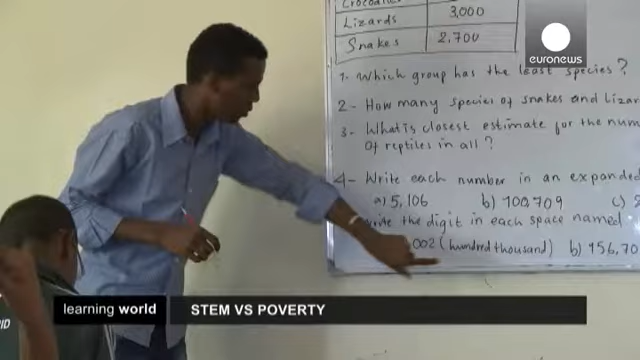 Crocodiles
Lizards 3,000
Snakes 2,700
euronews
1- Which group has the least species?
2- How many species of snakes and Lizar
3- What is closest estimate for the num
of reptiles in all?
4- Write each number in an expanded
a) 5,106 b) 100,709 c)
write the digit in each space named
002 (hundred thousand) b) 956,70
learning world STEM VS POVERTY